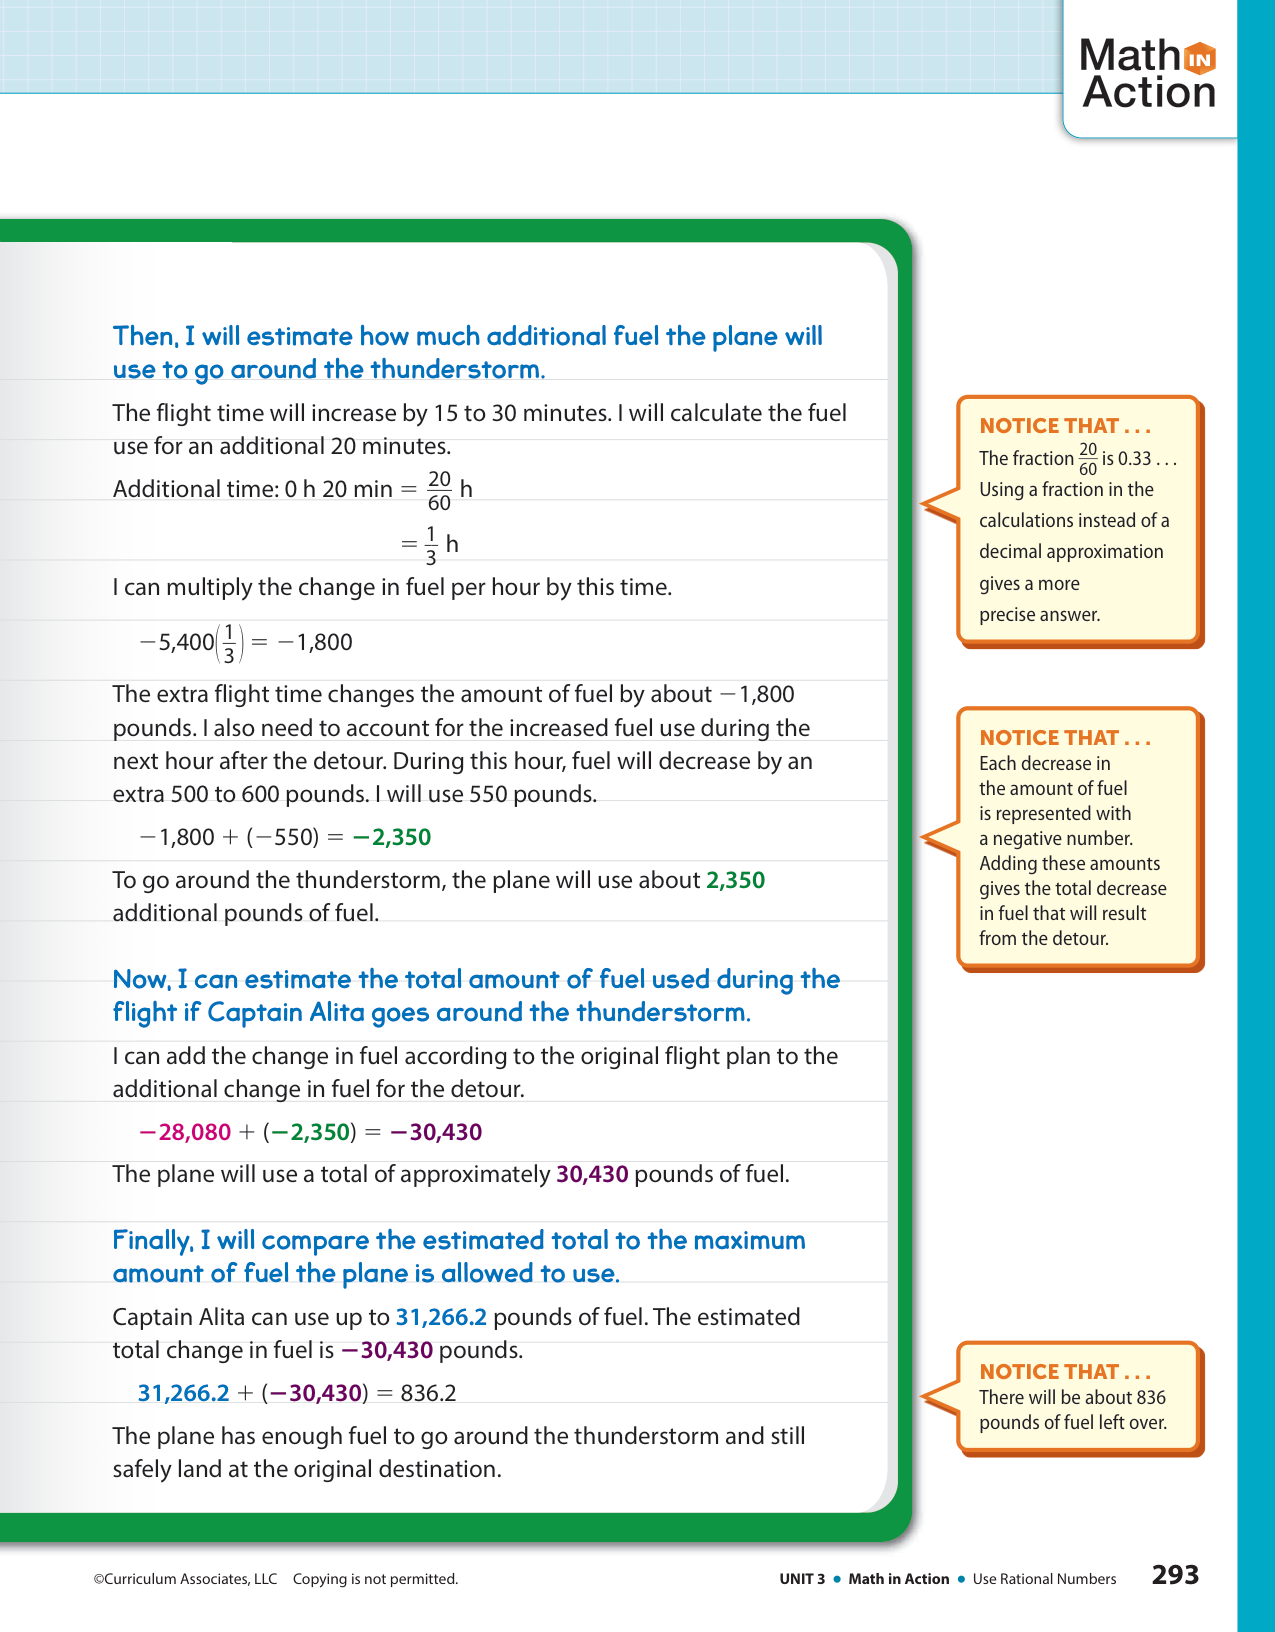 Math IN
Action
Then, I will estimate how much additional fuel the plane will
use to go around the thunderstorm.
The flight time will increase by 15 to 30 minutes. I will calculate the fuel
use for an additional 20 minutes.
Additional time: 0 h 20 min = 20/60 h
= 1/3 h
I can multiply the change in fuel per hour by this time.
−5,400(1/3) = −1,800
The extra flight time changes the amount of fuel by about −1,800
pounds. I also need to account for the increased fuel use during the
next hour after the detour. During this hour, fuel will decrease by an
extra 500 to 600 pounds. I will use 550 pounds.
−1,800 + (−550) = −2,350
To go around the thunderstorm, the plane will use about 2,350
additional pounds of fuel.
Now, I can estimate the total amount of fuel used during the
flight if Captain Alita goes around the thunderstorm.
I can add the change in fuel according to the original flight plan to the
additional change in fuel for the detour.
−28,080 + (−2,350) = −30,430
The plane will use a total of approximately 30,430 pounds of fuel.
Finally, I will compare the estimated total to the maximum
amount of fuel the plane is allowed to use.
Captain Alita can use up to 31,266.2 pounds of fuel. The estimated
total change in fuel is −30,430 pounds.
31,266.2 + (−30,430) = 836.2
The plane has enough fuel to go around the thunderstorm and still
safely land at the original destination.
NOTICE THAT . . .
The fraction 20/60 is 0.33 . . .
Using a fraction in the
calculations instead of a
decimal approximation
gives a more
precise answer.
NOTICE THAT . . .
Each decrease in
the amount of fuel
is represented with
a negative number.
Adding these amounts
gives the total decrease
in fuel that will result
from the detour.
NOTICE THAT . . .
There will be about 836
pounds of fuel left over.
©Curriculum Associates, LLC Copying is not permitted.
UNIT 3 • Math in Action • Use Rational Numbers 293